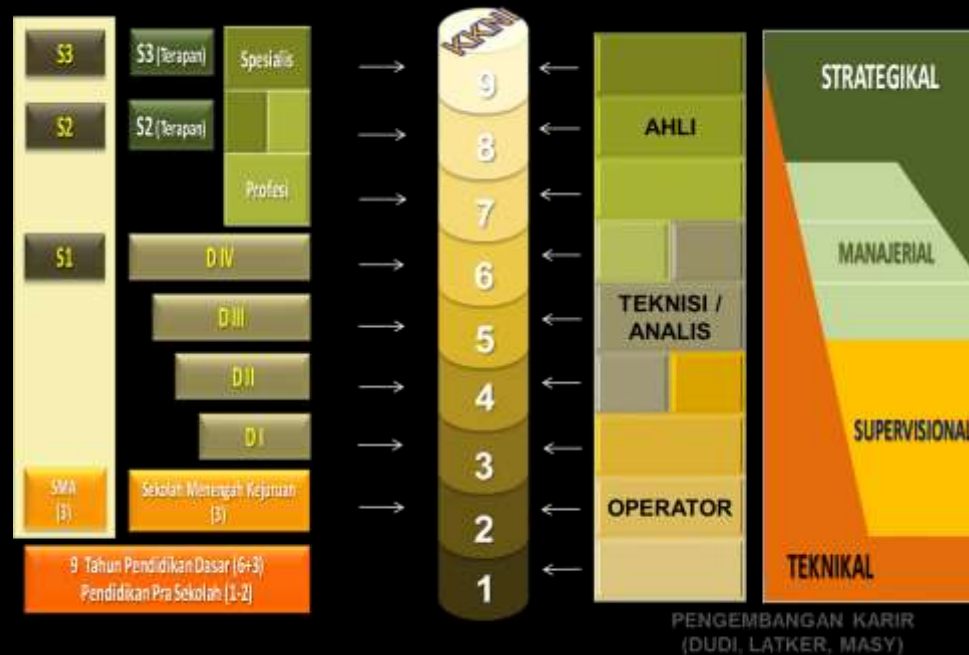 KKNI
S3
S3 (Terapan)
Spesialis
S2
S2 (Terapan)
Profesi
S1
D IV
D III
D II
D I
SMA
(3)
Sekolah Menengah Kejuruan
(3)
9 Tahun Pendidikan Dasar (6+3)
Pendidikan Pra Sekolah (1-2)
9
8
7
6
5
4
3
2
1
AHLI
TEKNISI /
ANALIS
OPERATOR
STRATEGIKAL
MANAJERIAL
SUPERVISIONAL
TEKNIKAL
PENGEMBANGAN KARIR
(DUDI, LATKER, MASY)